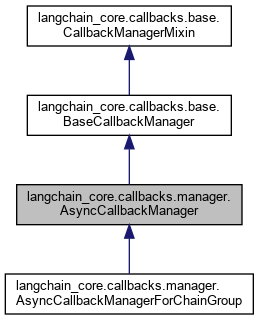 langchain_core.callbacks.base.
CallbackManagerMixin
langchain_core.callbacks.base.
BaseCallbackManager
langchain_core.callbacks.manager.
AsyncCallbackManager
langchain_core.callbacks.manager.
AsyncCallbackManagerForChainGroup